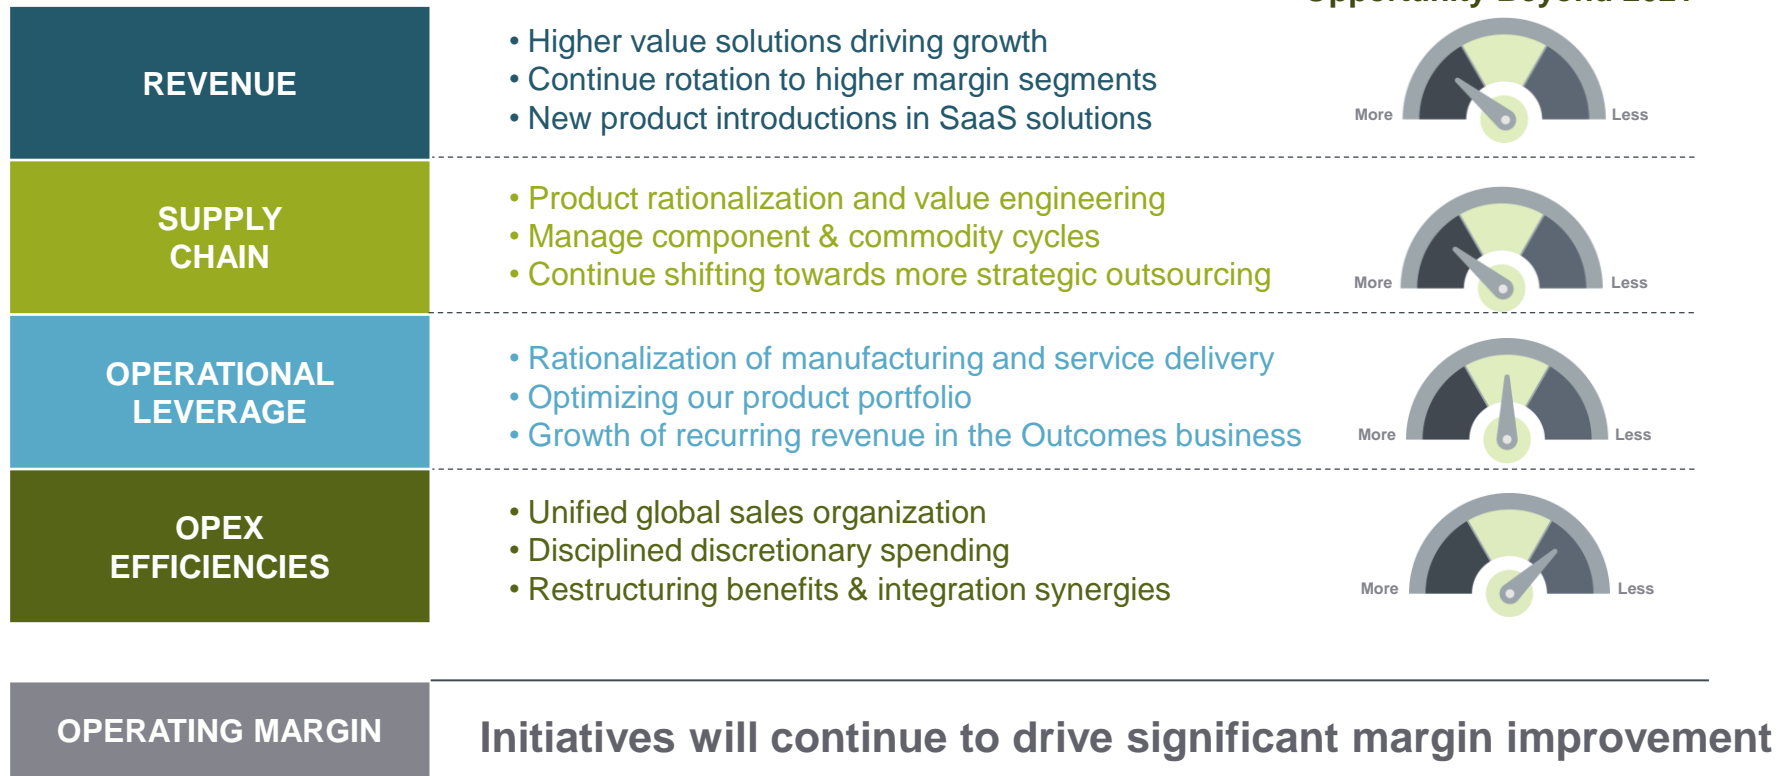 Opportunity Beyond 2021
REVENUE
• Higher value solutions driving growth
• Continue rotation to higher margin segments
• New product introductions in SaaS solutions
More
Less
SUPPLY
CHAIN
• Product rationalization and value engineering
• Manage component & commodity cycles
• Continue shifting towards more strategic outsourcing
More
Less
OPERATIONAL
LEVERAGE
• Rationalization of manufacturing and service delivery
• Optimizing our product portfolio
• Growth of recurring revenue in the Outcomes business
More
Less
OPEX
EFFICIENCIES
• Unified global sales organization
• Disciplined discretionary spending
• Restructuring benefits & integration synergies
More
Less
OPERATING MARGIN
Initiatives will continue to drive significant margin improvement